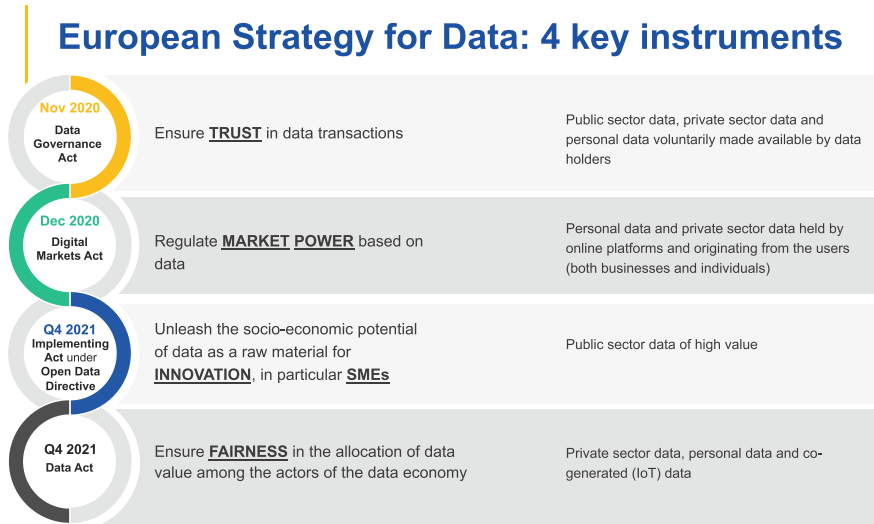 European Strategy for Data: 4 key instruments
Nov 2020
Data
Governance
Act
Ensure TRUST in data transactions
Public sector data, private sector data and
personal data voluntarily made available by data
holders
Dec 2020
Digital
Markets Act
Regulate MARKET POWER based on
data
Personal data and private sector data held by
online platforms and originating from the users
(both businesses and individuals)
Q4 2021
Implementing
Act under
Open Data
Directive
Unleash the socio-economic potential
of data as a raw material for
INNOVATION, in particular SMEs
Public sector data of high value
Q4 2021
Data Act
Ensure FAIRNESS in the allocation of data
value among the actors of the data economy
Private sector data, personal data and co-
generated (IoT) data